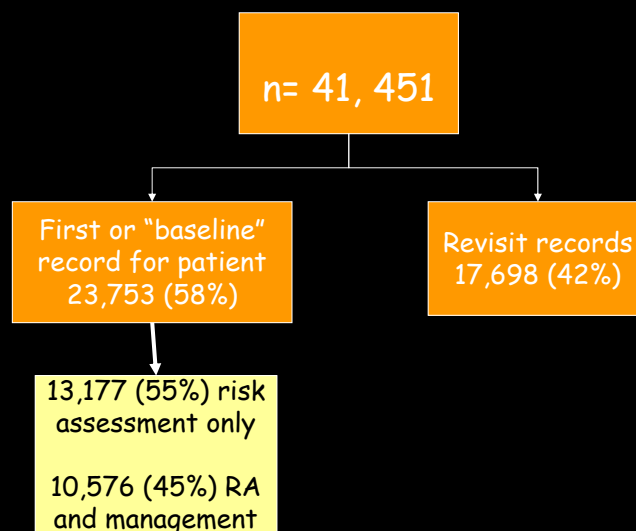 n= 41, 451
First or “baseline”
record for patient
23,753 (58%)
Revisit records
17,698 (42%)
13,177 (55%) risk
assessment only
10,576 (45%) RA
and management